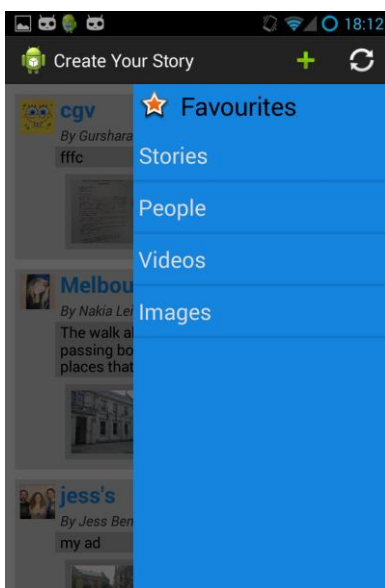 18:12
Create Your Story
Favourites
Stories
People
Videos
Images
cgv
By Gurshara
fffc
Melbou
By Nakia Lei
The walk al
passing bo
places that
jess's
By Jess Ben
my ad